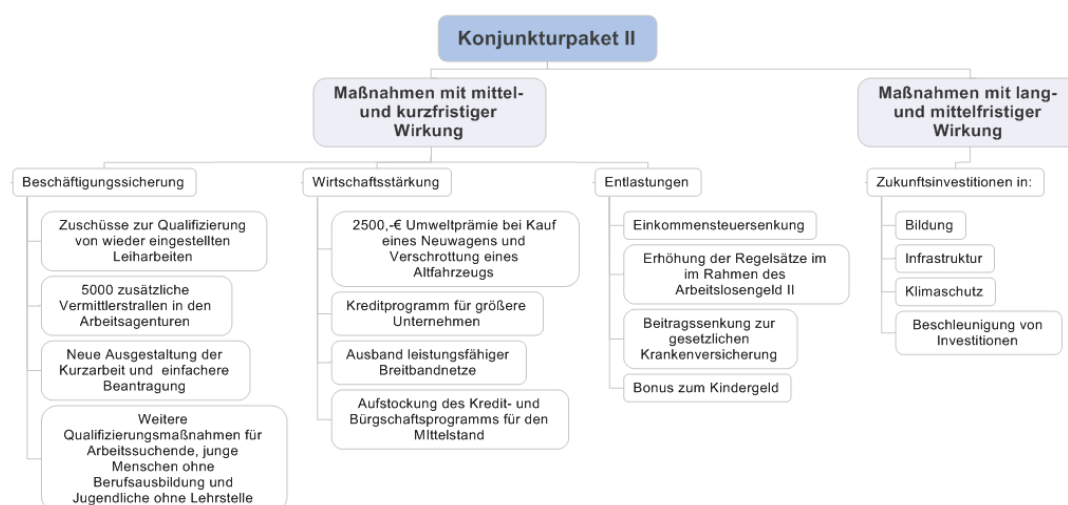 Konjunkturpaket II
Maßnahmen mit mittel-
und kurzfristiger
Wirkung
Maßnahmen mit lang-
und mittelfristiger
Wirkung
Beschäftigungssicherung
Zuschüsse zur Qualifizierung
von wieder eingestellten
Leiharbeiten
5000 zusätzliche
Vermittlerstrallen in den
Arbeitsagenturen
Neue Ausgestaltung der
Kurzarbeit und einfachere
Beantragung
Weitere
Qualifizierungsmaßnahmen für
Arbeitssuchende, junge
Menschen ohne
Berufsausbildung und
Jugendliche ohne Lehrstelle
Wirtschaftsstärkung
2500,-€ Umweltprämie bei Kauf
eines Neuwagens und
Verschrottung eines
Altfahrzeugs
Kreditprogramm für größere
Unternehmen
Ausband leistungsfähiger
Breitbandnetze
Aufstockung des Kredit- und
Bürgschaftsprogramms für den
MIttelstand
Entlastungen
Einkommensteuersenkung
Erhöhung der Regelsätze im
im Rahmen des
Arbeitslosengeld II
Beitragssenkung zur
gesetzlichen
Krankenversicherung
Bonus zum Kindergeld
Zukunftsinvestitionen in:
Bildung
Infrastruktur
Klimaschutz
Beschleunigung von
Investitionen